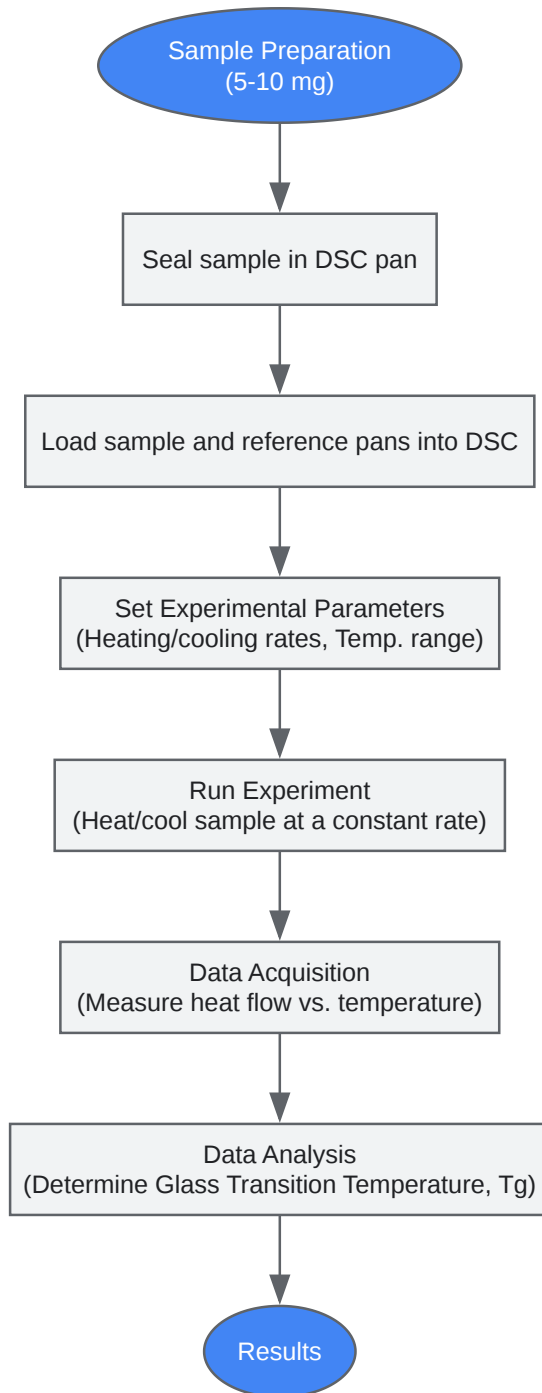 Sample Preparation
(5-10 mg)
Seal sample in DSC pan
Load sample and reference pans into DSC
Set Experimental Parameters
(Heating/cooling rates, Temp. range)
Run Experiment
(Heat/cool sample at a constant rate)
Data Acquisition
(Measure heat flow vs. temperature)
Data Analysis
(Determine Glass Transition Temperature, Tg)
Results